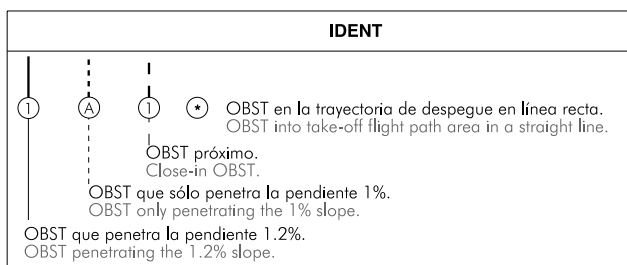 IDENT
1 A 1 * OBST en la trayectoria de despegue en línea recta.
OBST into take-off flight path area in a straight line.
OBST próximo.
Close-in OBST.
OBST que sólo penetra la pendiente 1%.
OBST only penetrating the 1% slope.
OBST que penetra la pendiente 1.2%.
OBST penetrating the 1.2% slope.